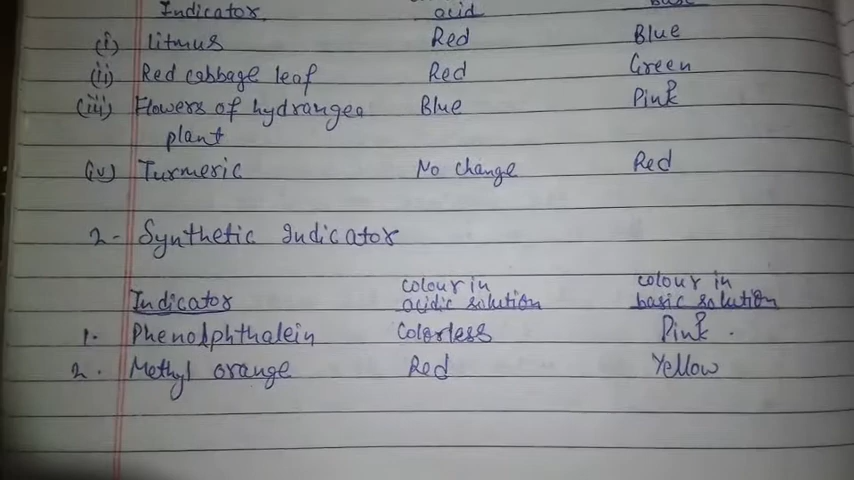 Indicator acid
(i) Litmus Red Blue
(ii) Red cabbage leaf Red Green
(iii) Flowers of hydrangea Blue Pink
plant
(iv) Turmeric No change Red
2- Synthetic Indicator
Indicator colour in acidic solution colour in basic solution
1. Phenolphthalein Colorless Pink
2. Methyl orange Red Yellow